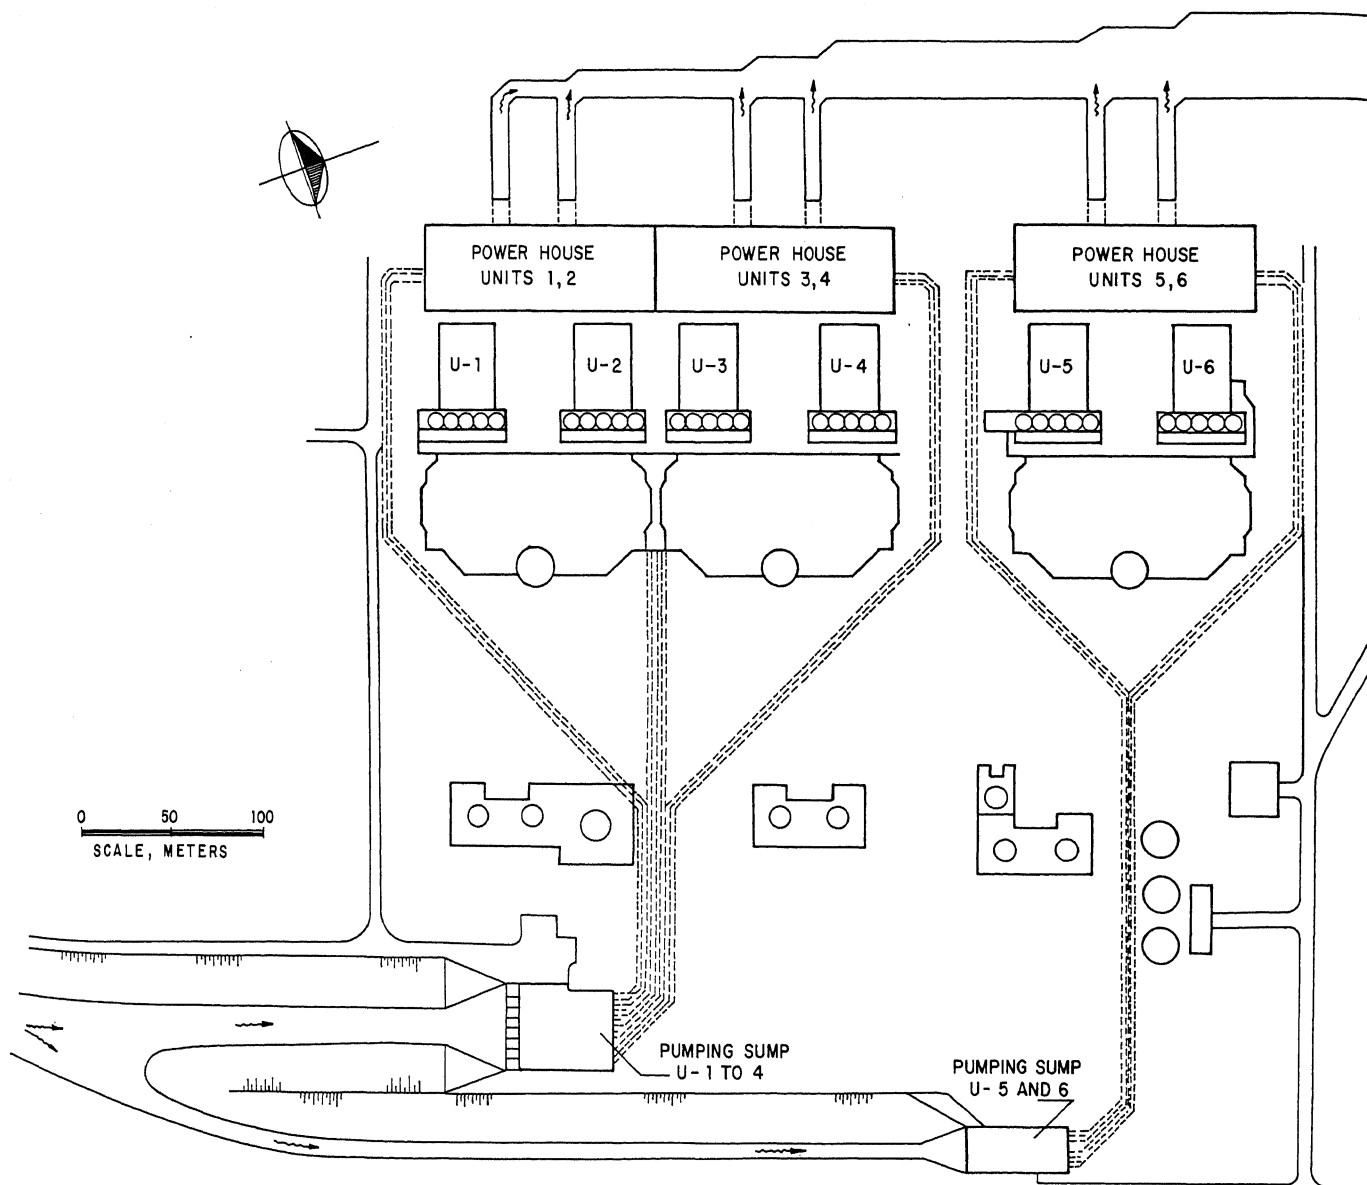 POWER HOUSE
UNITS 1,2
POWER HOUSE
UNITS 3,4
POWER HOUSE
UNITS 5,6
U-1
U-2
U-3
U-4
U-5
U-6
0 50 100
SCALE, METERS
PUMPING SUMP
U-1 TO 4
PUMPING SUMP
U-5 AND 6